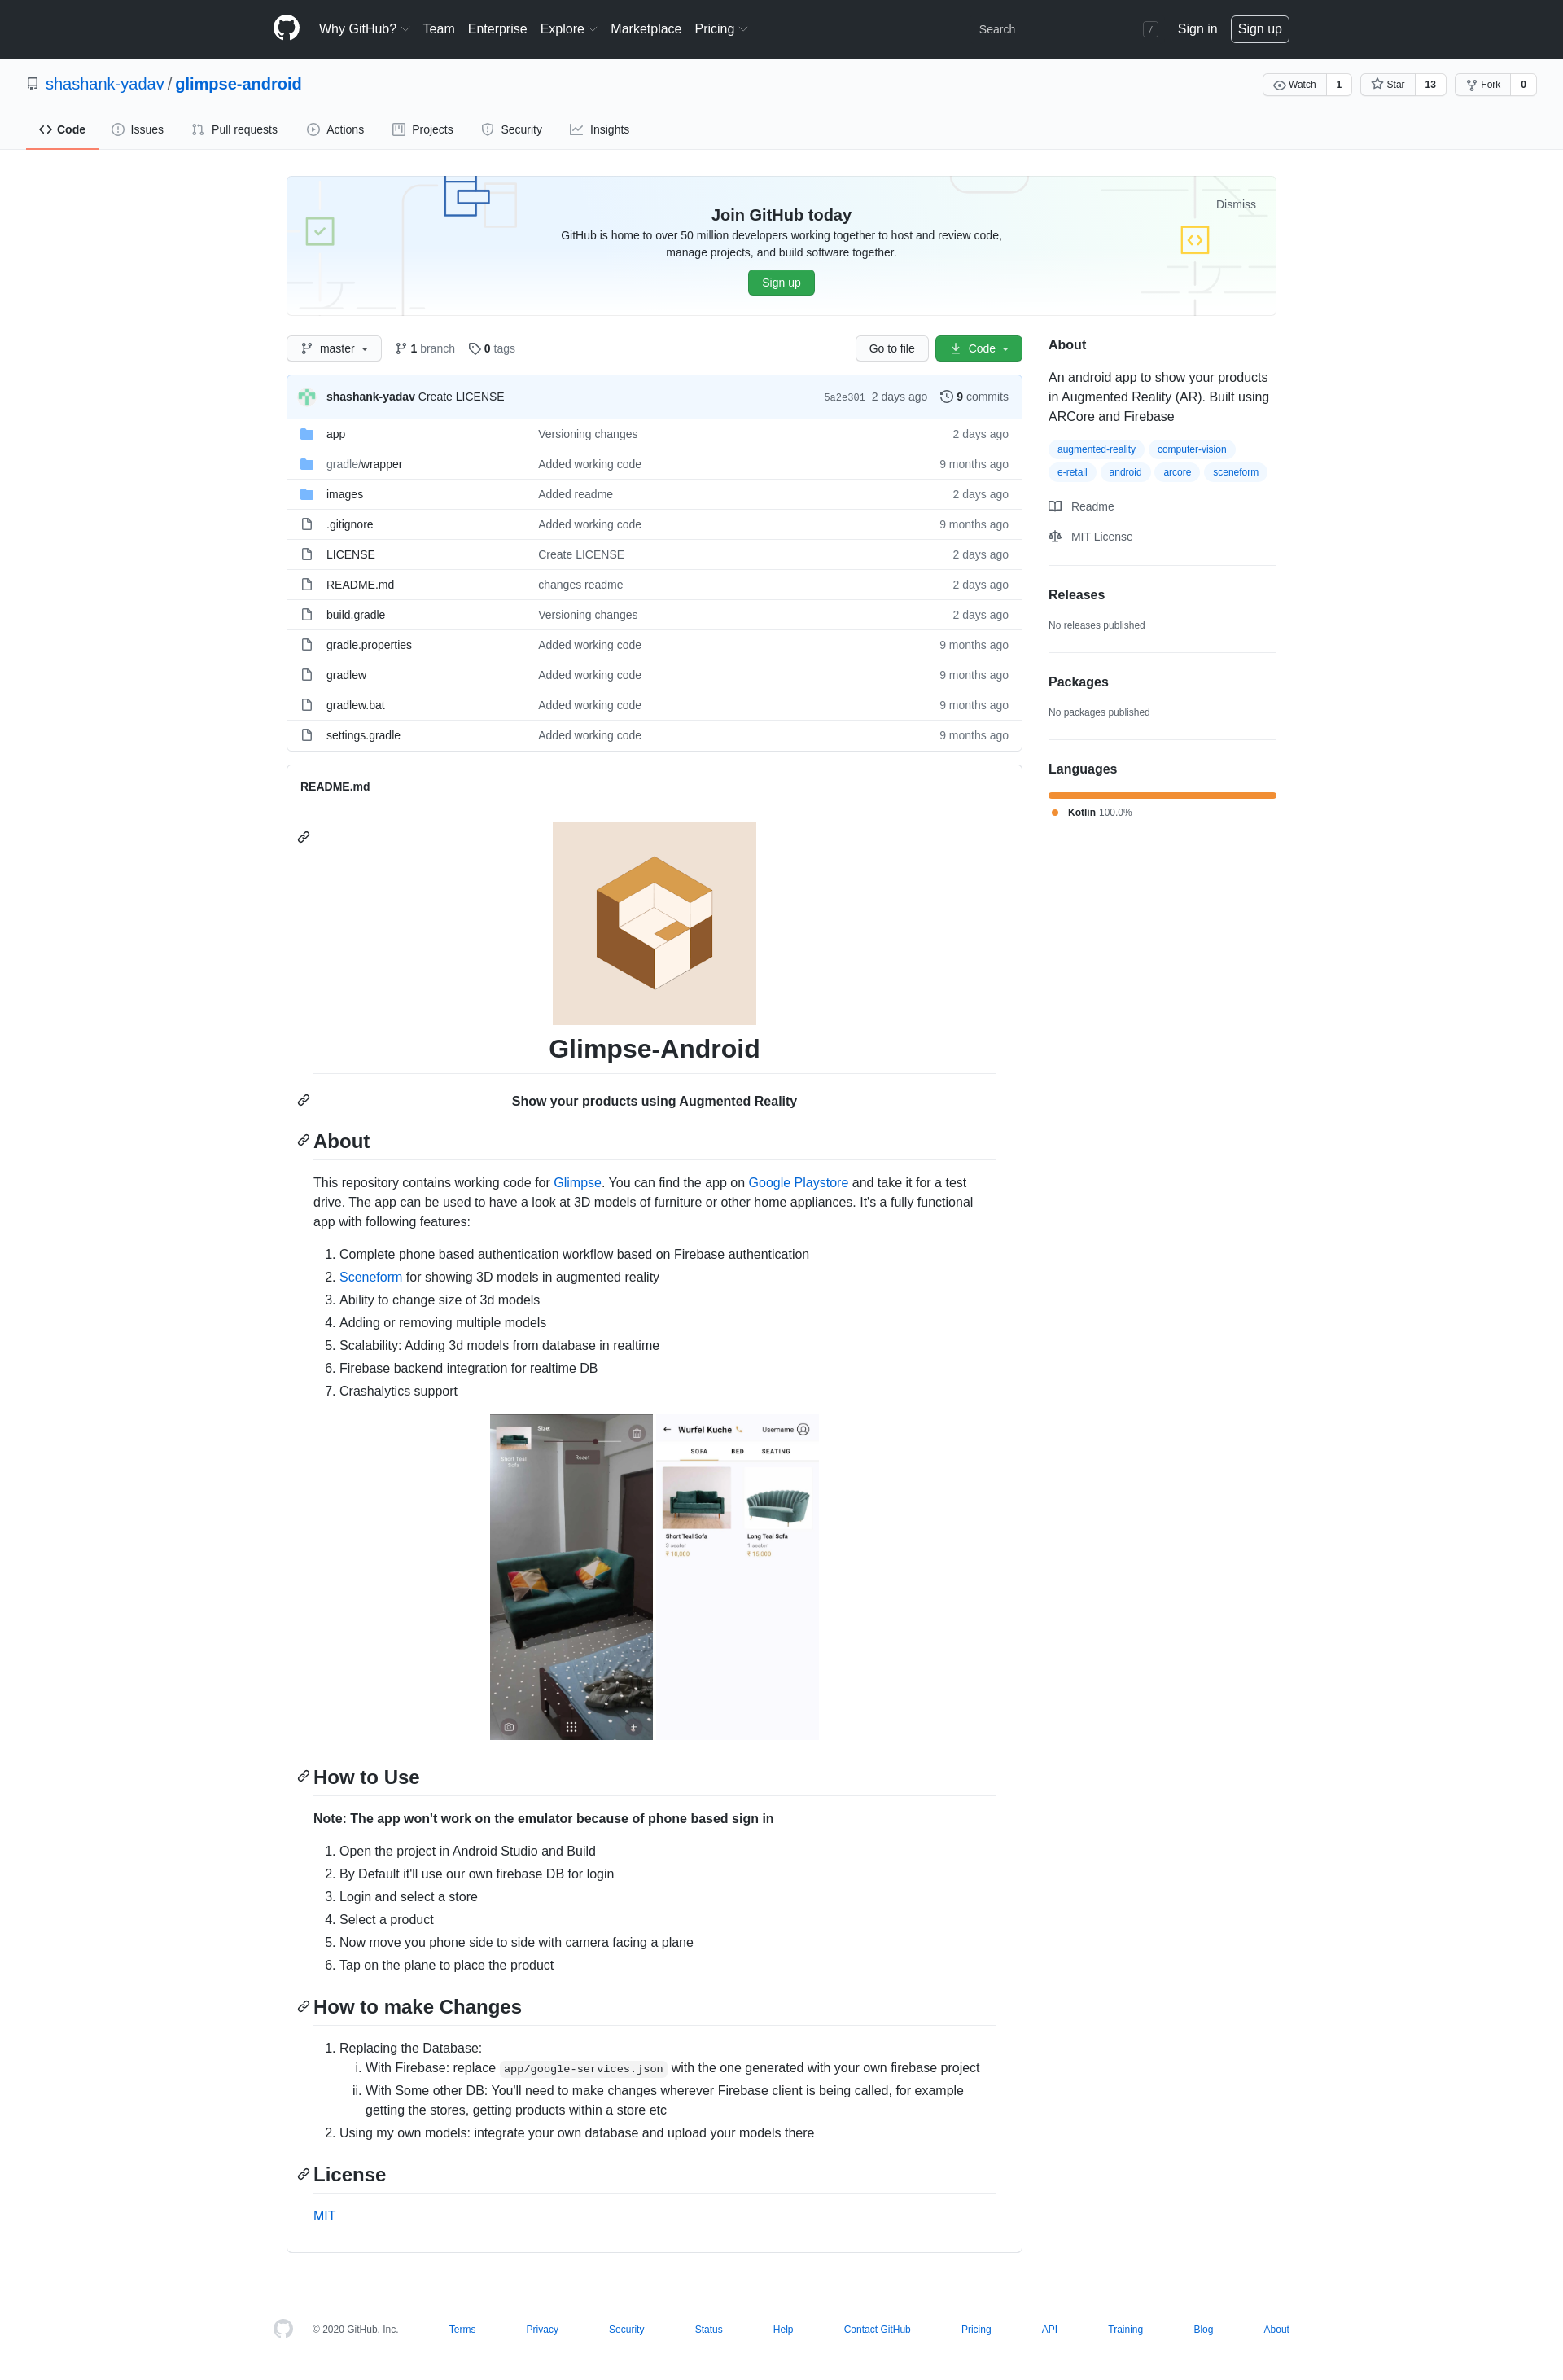 Why GitHub? Team Enterprise Explore Marketplace Pricing Search / Sign in Sign up
shashank-yadav / glimpse-android Watch 1 Star 13 Fork 0
Code Issues Pull requests Actions Projects Security Insights
Dismiss
Join GitHub today
GitHub is home to over 50 million developers working together to host and review code,
manage projects, and build software together.
Sign up
master 1 branch 0 tags Go to file Code
shashank-yadav Create LICENSE 5a2e301 2 days ago 9 commits
app Versioning changes 2 days ago
gradle/wrapper Added working code 9 months ago
images Added readme 2 days ago
.gitignore Added working code 9 months ago
LICENSE Create LICENSE 2 days ago
README.md changes readme 2 days ago
build.gradle Versioning changes 2 days ago
gradle.properties Added working code 9 months ago
gradlew Added working code 9 months ago
gradlew.bat Added working code 9 months ago
settings.gradle Added working code 9 months ago
About
An android app to show your products
in Augmented Reality (AR). Built using
ARCore and Firebase
augmented-reality computer-vision
e-retail android arcore sceneform
Readme
MIT License
Releases
No releases published
Packages
No packages published
Languages
Kotlin 100.0%
README.md
Glimpse-Android
Show your products using Augmented Reality
About
This repository contains working code for Glimpse. You can find the app on Google Playstore and take it for a test
drive. The app can be used to have a look at 3D models of furniture or other home appliances. It's a fully functional
app with following features:
1. Complete phone based authentication workflow based on Firebase authentication
2. Sceneform for showing 3D models in augmented reality
3. Ability to change size of 3d models
4. Adding or removing multiple models
5. Scalability: Adding 3d models from database in realtime
6. Firebase backend integration for realtime DB
7. Crashalytics support
Size:
Reset
Short Teal
Sofa
Wurfel Kuche Username
SOFA BED SEATING
Short Teal Sofa Long Teal Sofa
1 seater
₹ 15,000
How to Use
Note: The app won't work on the emulator because of phone based sign in
1. Open the project in Android Studio and Build
2. By Default it'll use our own firebase DB for login
3. Login and select a store
4. Select a product
5. Now move you phone side to side with camera facing a plane
6. Tap on the plane to place the product
How to make Changes
1. Replacing the Database:
i. With Firebase: replace app/google-services.json with the one generated with your own firebase project
ii. With Some other DB: You'll need to make changes wherever Firebase client is being called, for example
getting the stores, getting products within a store etc
2. Using my own models: integrate your own database and upload your models there
License
MIT
© 2020 GitHub, Inc. Terms Privacy Security Status Help Contact GitHub Pricing API Training Blog About